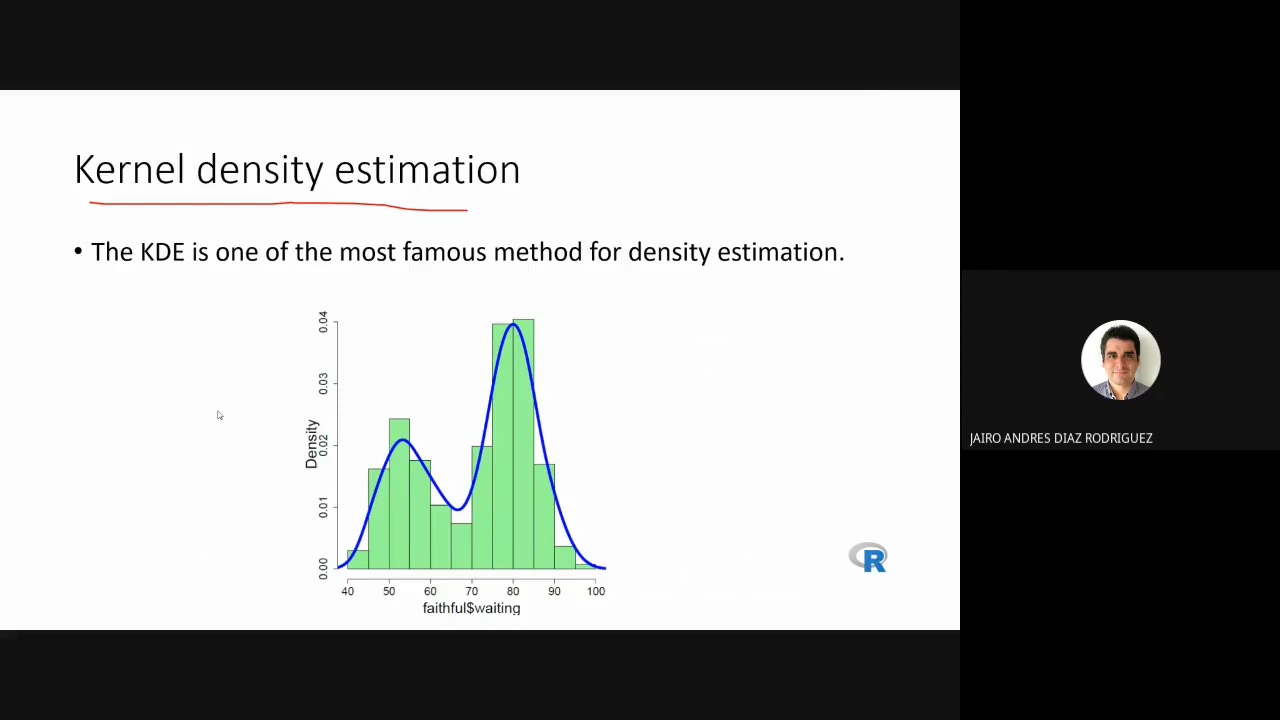 Kernel density estimation
• The KDE is one of the most famous method for density estimation.
0.04
0.03
0.02
0.01
0.00
Density
40 50 60 70 80 90 100
faithful$waiting
R
JAIRO ANDRES DIAZ RODRIGUEZ